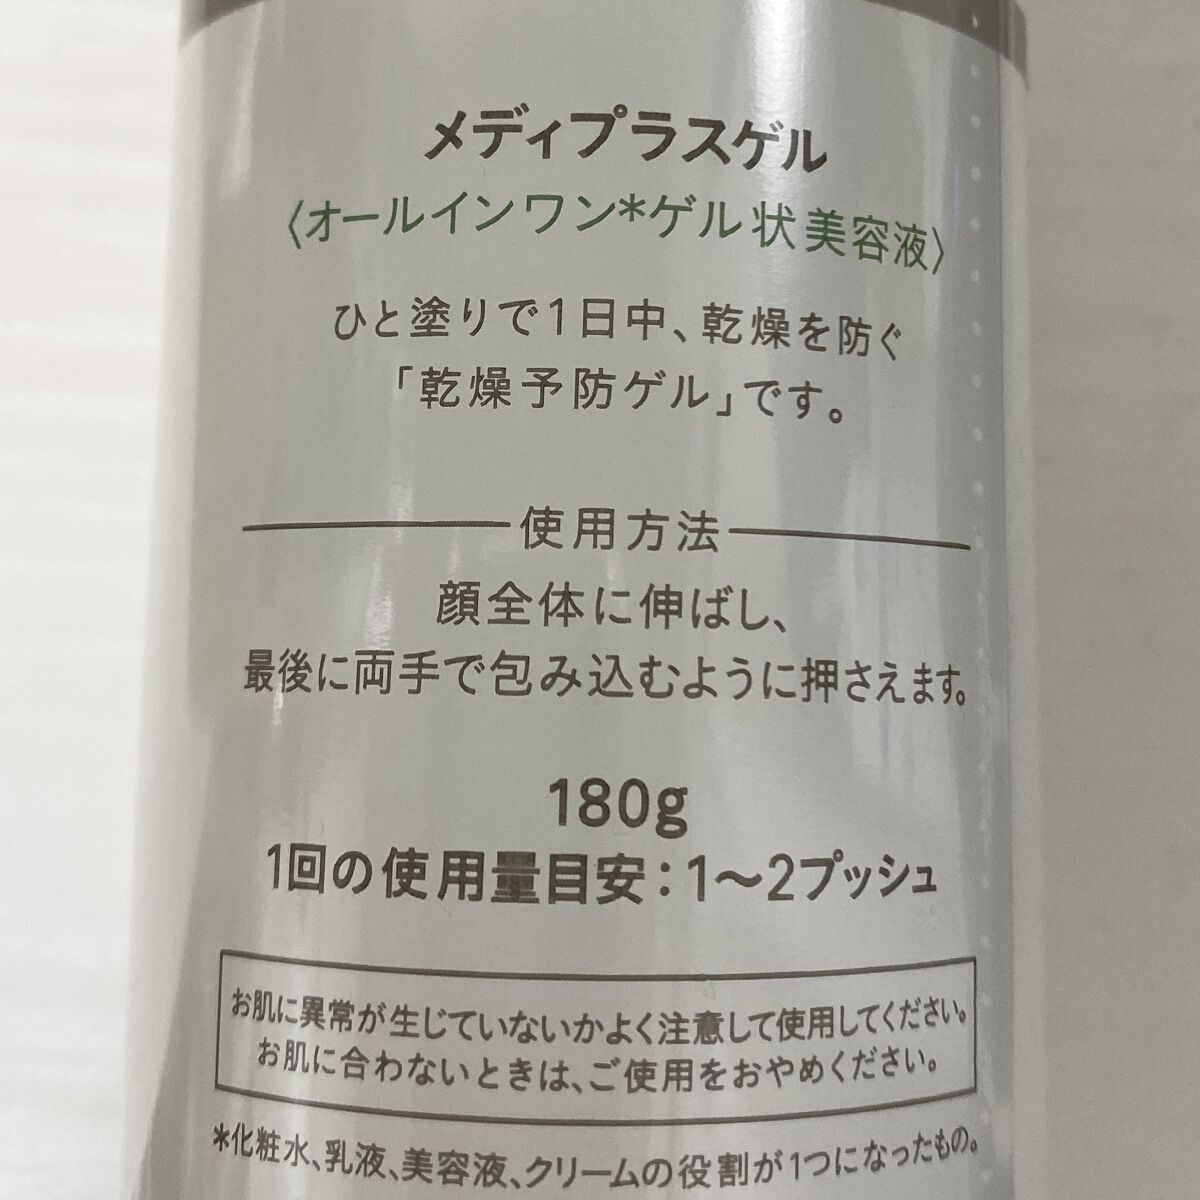 メディプラスゲル
〈オールインワン*ゲル状美容液〉
ひと塗りで1日中、乾燥を防ぐ
「乾燥予防ゲル」です。
使用方法
顔全体に伸ばし、
最後に両手で包み込むように押さえます。
180g
1回の使用量目安：1〜2プッシュ
お肌に異常が生じていないかよく注意して使用してください。
お肌に合わないときは、ご使用をおやめください。
*化粧水、乳液、美容液、クリームの役割が1つになったもの。